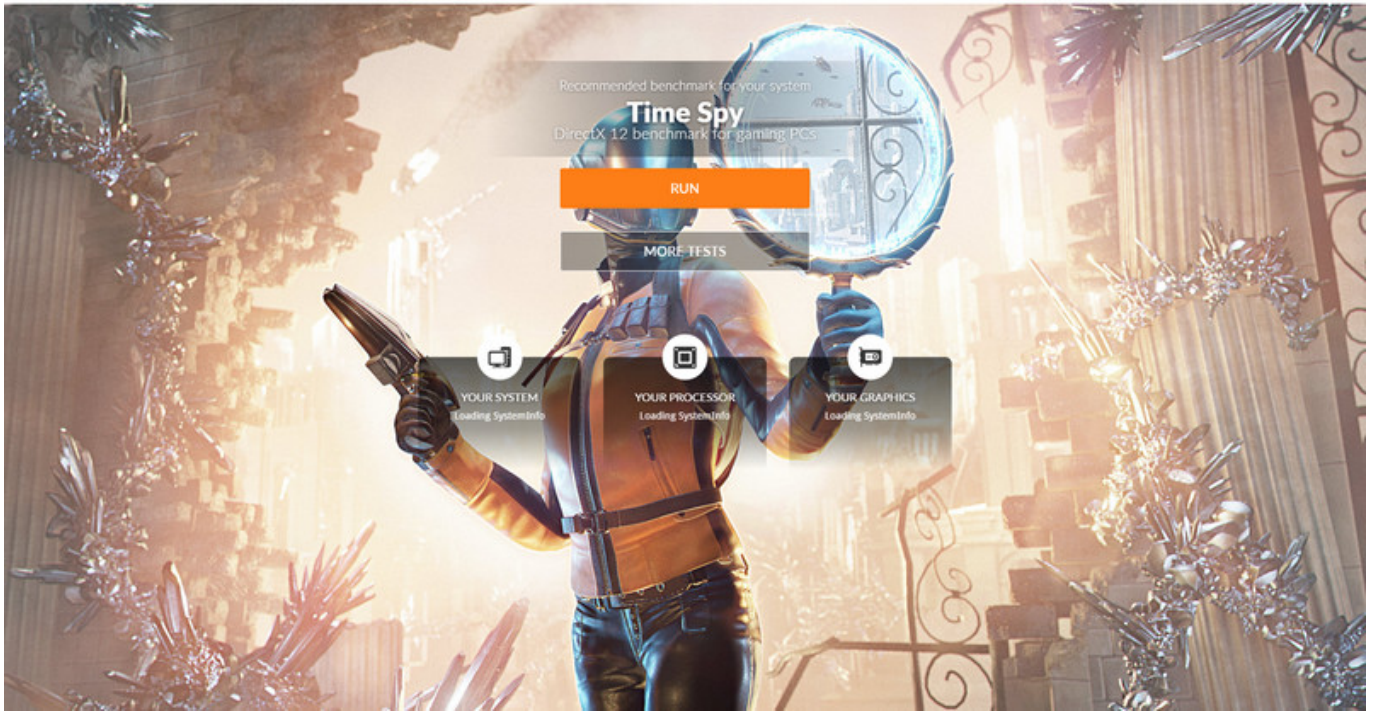 Recommended benchmark for your system
Time Spy
DirectX 12 benchmark for gaming PCs
RUN
MORE TESTS
YOUR SYSTEM
Loading SystemInfo
YOUR PROCESSOR
Loading SystemInfo
YOUR GRAPHICS
Loading SystemInfo